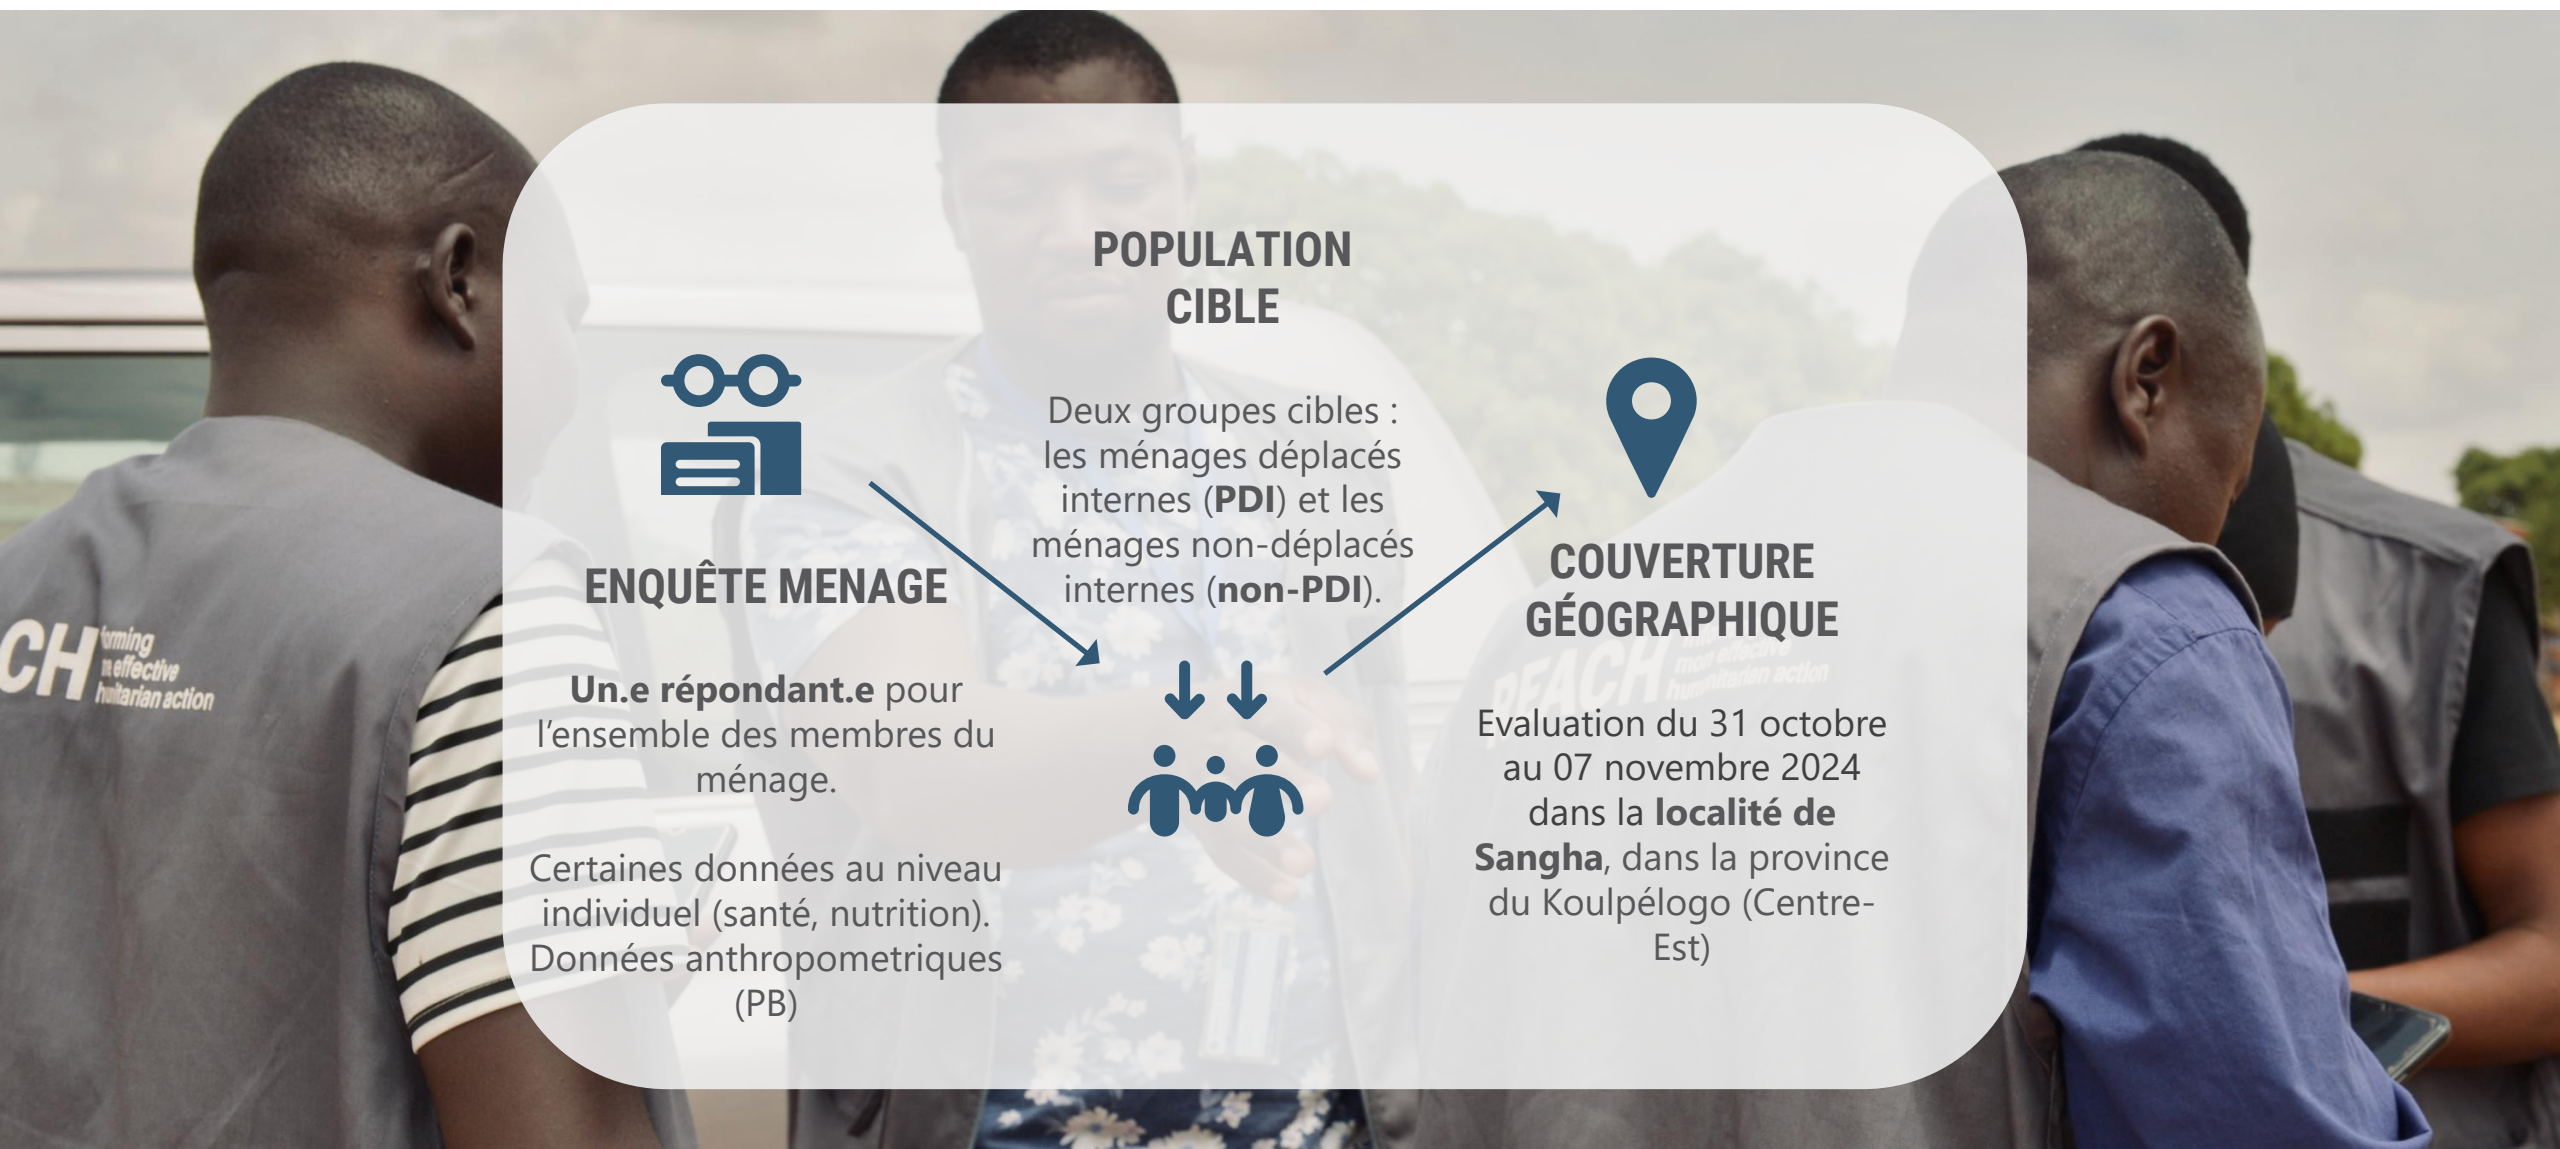 POPULATION
CIBLE
Deux groupes cibles :
les ménages déplacés
internes (PDI) et les
ménages non-déplacés
internes (non-PDI).
ENQUÊTE MENAGE
Un.e répondant.e pour
l'ensemble des membres du
ménage.
Certaines données au niveau
individuel (santé, nutrition).
Données anthropometriques
(PB)
COUVERTURE
GÉOGRAPHIQUE
Evaluation du 31 octobre
au 07 novembre 2024
dans la localité de
Sangha, dans la province
du Koulpélogo (Centre-
Est)
CH
effective
action
REACH
effective
humanitarian action